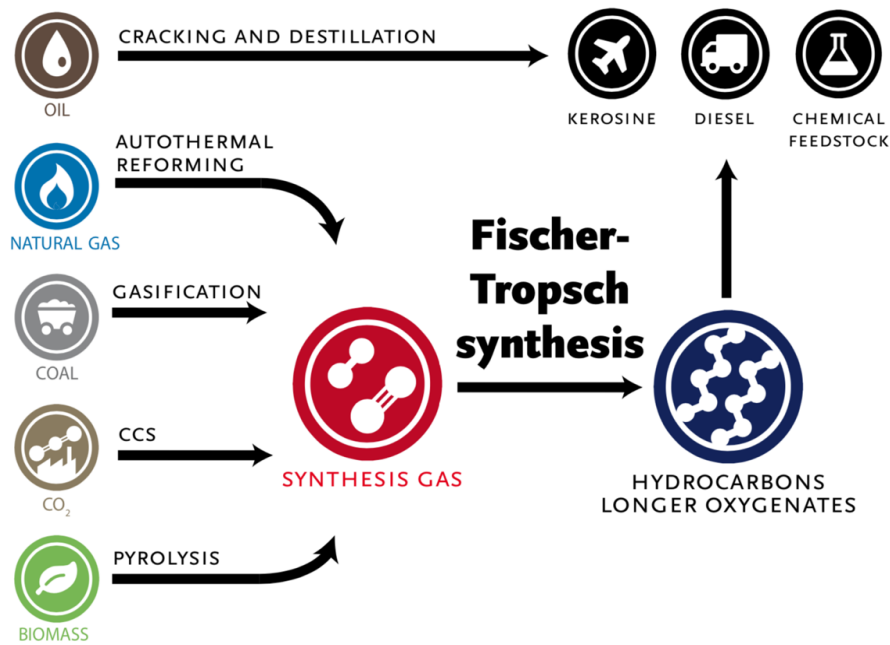 CRACKING AND DESTILLATION
OIL
KEROSINE
DIESEL
CHEMICAL
FEEDSTOCK
AUTOTHERMAL
REFORMING
NATURAL GAS
GASIFICATION
COAL
CCS
CO₂
PYROLYSIS
BIOMASS
SYNTHESIS GAS
Fischer-
Tropsch
synthesis
HYDROCARBONS
LONGER OXYGENATES